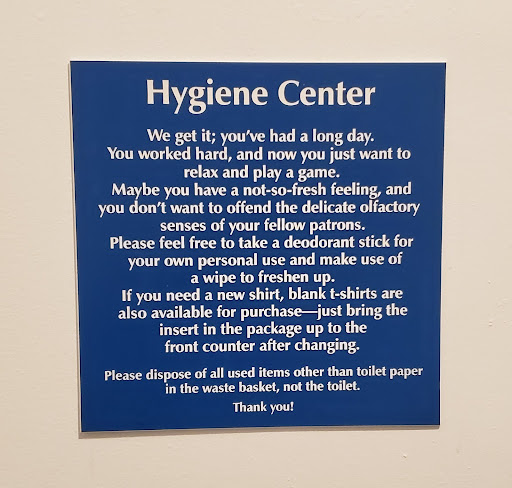 Hygiene Center
We get it; you've had a long day.
You worked hard, and now you just want to
relax and play a game.
Maybe you have a not-so-fresh feeling, and
you don't want to offend the delicate olfactory
senses of your fellow patrons.
Please feel free to take a deodorant stick for
your own personal use and make use of
a wipe to freshen up.
If you need a new shirt, blank t-shirts are
also available for purchase—just bring the
insert in the package up to the
front counter after changing.
Please dispose of all used items other than toilet paper
in the waste basket, not the toilet.
Thank you!